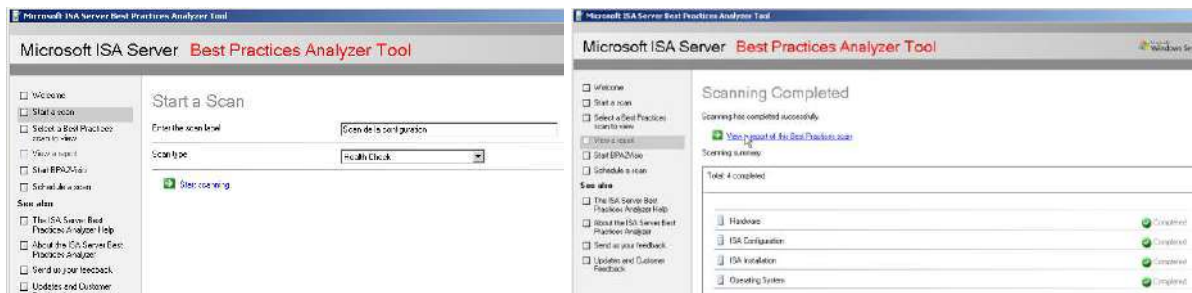 Microsoft ISA Server Best Practices Analyzer Tool
Microsoft ISA Server Best Practices Analyzer Tool
Welcome
Start a scan
Select a Best Practices
scan to view
View a report
Start BPA2Visio
Schedule a scan
See also
The ISA Server Best
Practices Analyzer Help
About the ISA Server Best
Practices Analyzer
Send us your feedback
Updates and Customer
Start a Scan
Enter the scan label
Scan de la configuration
Scan type
Health Check
Start scanning
Microsoft ISA Server Best Practices Analyzer Tool
Microsoft ISA Server Best Practices Analyzer Tool
Windows Ser
Welcome
Start a scan
Select a Best Practices
scan to view
View a report
Start BPA2Visio
Schedule a scan
See also
The ISA Server Best
Practices Analyzer Help
About the ISA Server Best
Practices Analyzer
Send us your feedback
Updates and Customer
Feedback
Scanning Completed
Scanning has completed successfully.
View a report of this Best Practices scan
Scanning summary
Total: 4 completed
Hardware
Completed
ISA Configuration
Completed
ISA Installation
Completed
Operating System
Completed